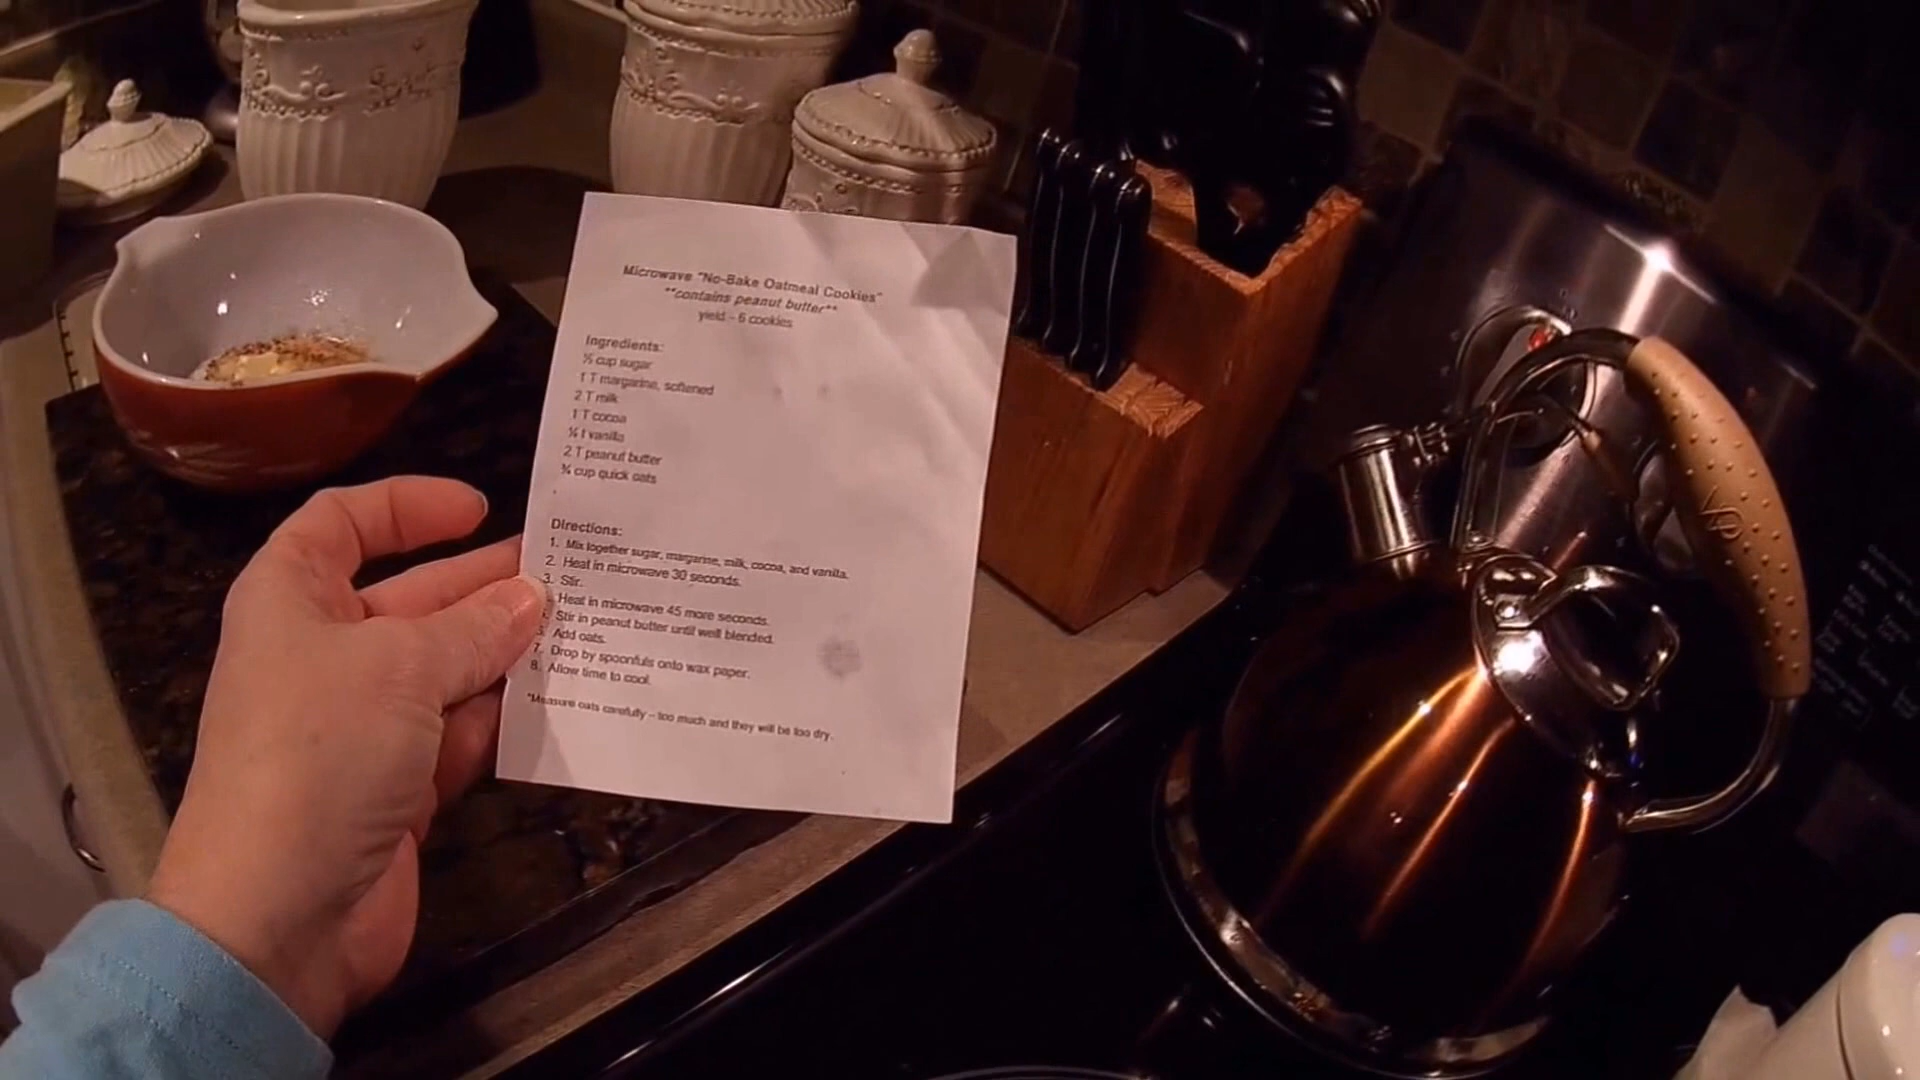 Microwave "No-Bake Oatmeal Cookies"
**contains peanut butter**
yield – 6 cookies
Ingredients:
cup sugar
1 T margarine, softened
2 T milk
1 T cocoa
t vanilla
2 T peanut butter
¾ cup quick oats
Directions:
1. Mix together sugar, margarine, milk, cocoa, and vanilla.
2. Heat in microwave 30 seconds.
3. Stir.
Heat in microwave 45 more seconds.
Stir in peanut butter until well blended.
Add oats.
7. Drop by spoonfuls onto wax paper.
8. Allow time to cool.
*Measure oats carefully – too much and they will be too dry.